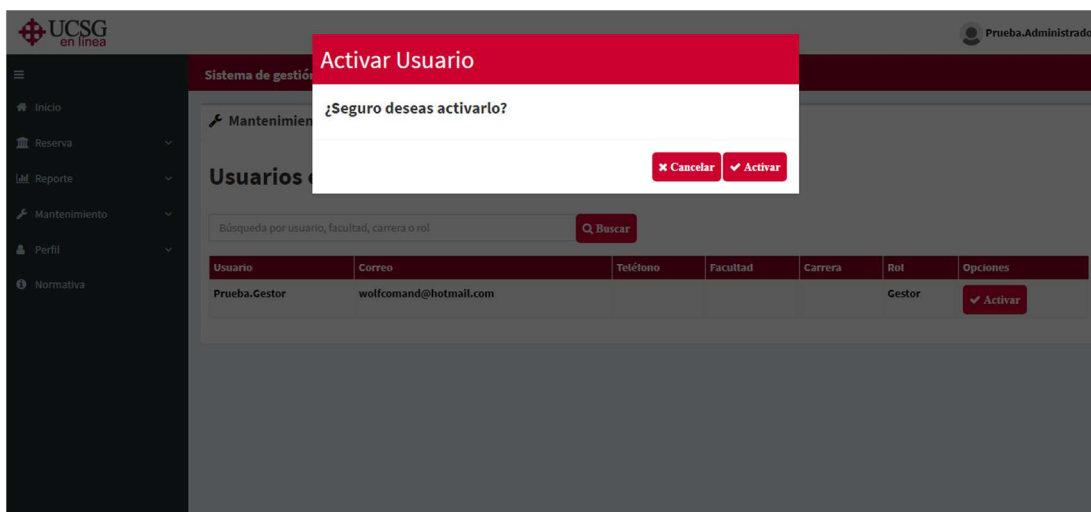 UCSG
en línea
Prueba.Administrado
Activar Usuario
¿Seguro deseas activarlo?
Cancelar
Activar
Sistema de gestión
Inicio
Reserva
Reporte
Mantenimiento
Perfil
Normativa
Mantenimien
Usuarios
Búsqueda por usuario, facultad, carrera o rol
Buscar
Usuario Correo Teléfono Facultad Carrera Rol Opciones
Prueba.Gestor wolfcomand@hotmail.com Gestor Activar